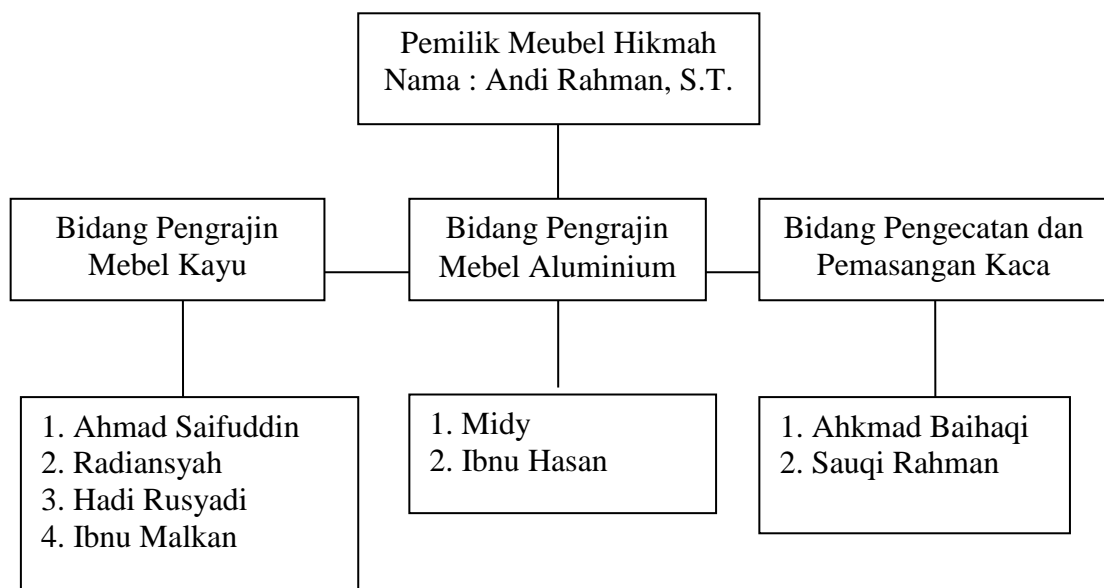 Pemilik Meubel Hikmah
Nama : Andi Rahman, S.T.
Bidang Pengrajin
Mebel Kayu
Bidang Pengrajin
Mebel Aluminium
Bidang Pengecatan dan
Pemasangan Kaca
1. Ahmad Saifuddin
2. Radiansyah
3. Hadi Rusyadi
4. Ibnu Malkan
1. Midy
2. Ibnu Hasan
1. Ahkmad Baihaqi
2. Sauqi Rahman